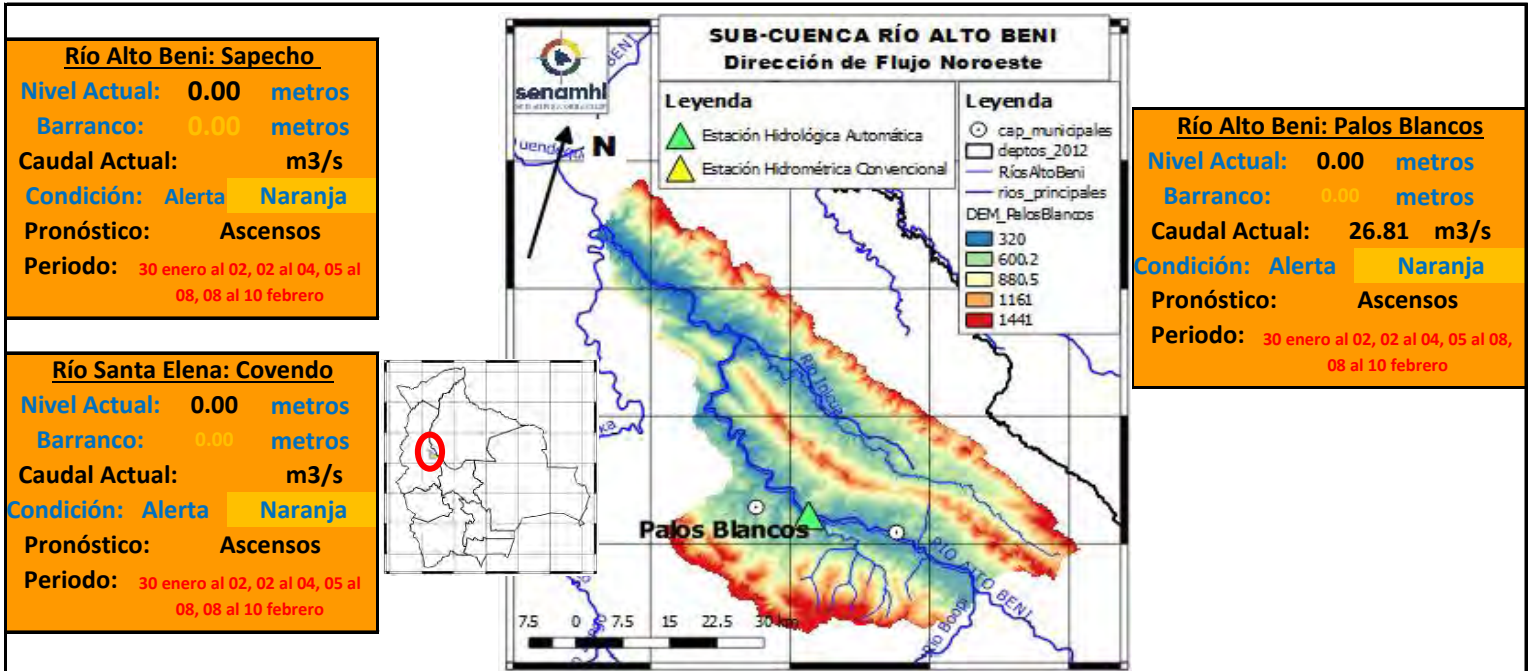 Río Alto Beni: Sapecho
Nivel Actual: 0.00 metros
Barranco: 0.00 metros
Caudal Actual: m3/s
Condición: Alerta Naranja
Pronóstico: Ascensos
Periodo: 30 enero al 02, 02 al 04, 05 al
08, 08 al 10 febrero
Río Santa Elena: Covendo
Nivel Actual: 0.00 metros
Barranco: 0.00 metros
Caudal Actual: m3/s
Condición: Alerta Naranja
Pronóstico: Ascensos
Periodo: 30 enero al 02, 02 al 04, 05 al
08, 08 al 10 febrero
senamhi
SUB-CUENCA RÍO ALTO BENI
Dirección de Flujo Noroeste
Leyenda
Estación Hidrológica Automática
Estación Hidrométrica Convencional
Leyenda
cap_municipales
deptos_2012
RíosAltoBeni
rios_principales
DEM_PalosBlancos
320
600.2
880.5
1161
1441
N
BENI
Río Inicua
Palos Blancos
RÍO ALTO BENI
Río Boopi
7.5 0 7.5 15 22.5 30 km
Río Alto Beni: Palos Blancos
Nivel Actual: 0.00 metros
Barranco: 0.00 metros
Caudal Actual: 26.81 m3/s
Condición: Alerta Naranja
Pronóstico: Ascensos
Periodo: 30 enero al 02, 02 al 04, 05 al 08,
08 al 10 febrero